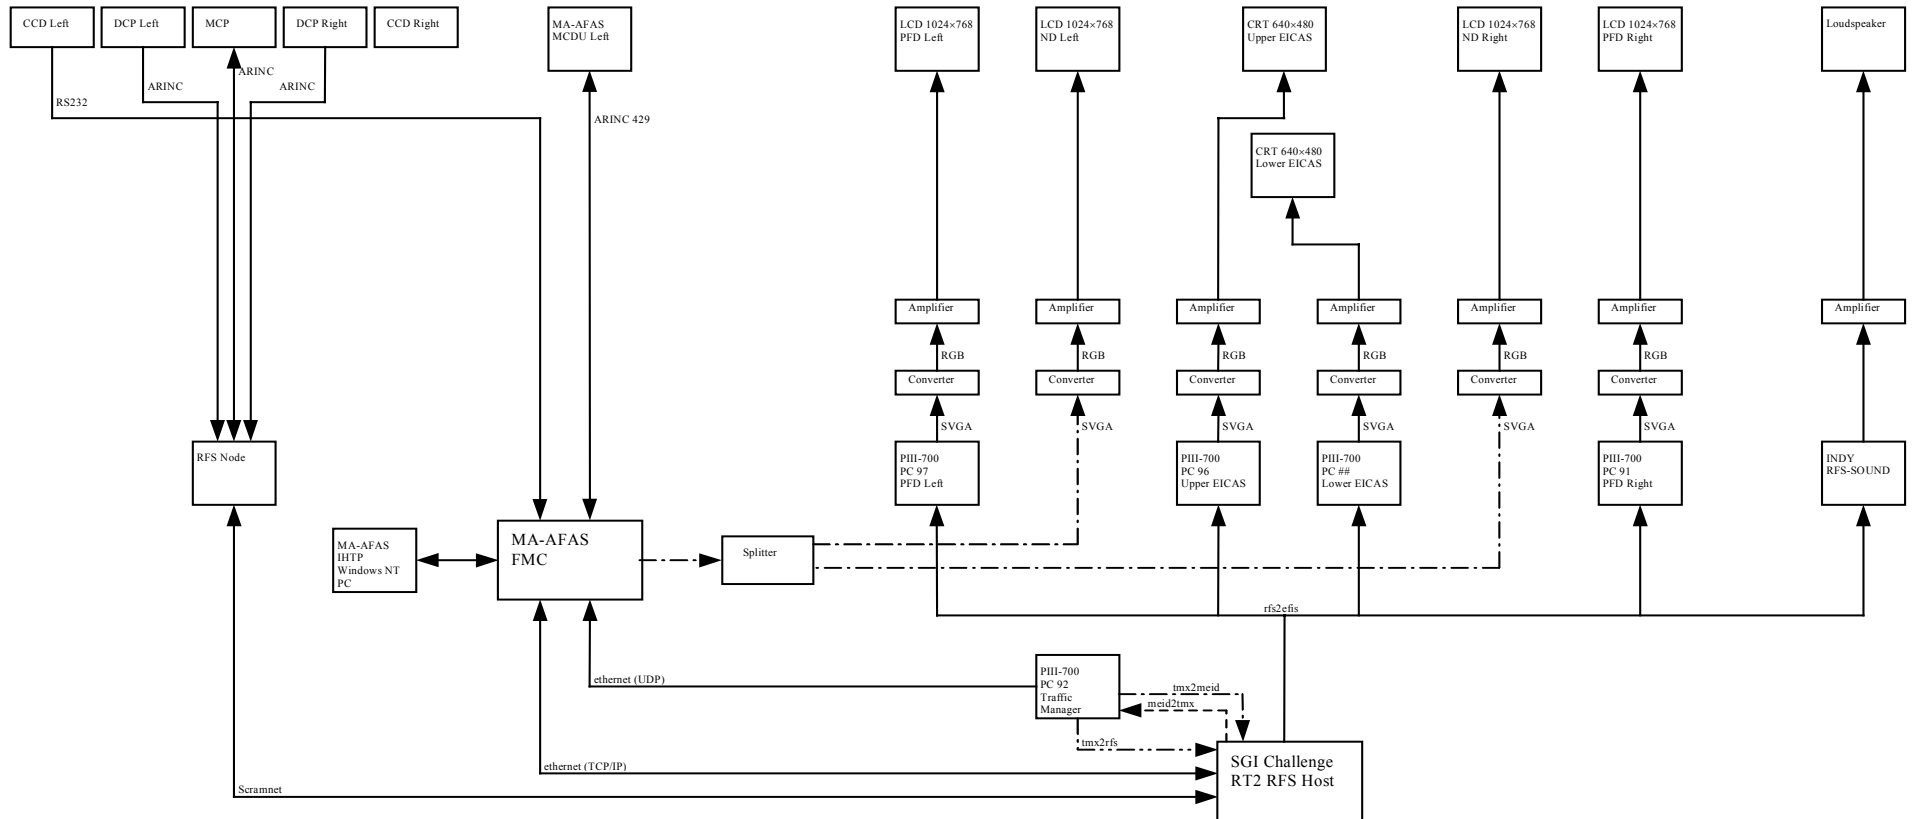 CCD Left
DCP Left
MCP
DCP Right
CCD Right
MA-AFAS
MCDU Left
LCD 1024×768
PFD Left
LCD 1024×768
ND Left
CRT 640×480
Upper EICAS
LCD 1024×768
ND Right
LCD 1024×768
PFD Right
Loudspeaker
ARINC
ARINC
ARINC
RS232
ARINC 429
CRT 640×480
Lower EICAS
Amplifier
Amplifier
Amplifier
Amplifier
Amplifier
Amplifier
Amplifier
RGB
RGB
RGB
RGB
RGB
RGB
Converter
Converter
Converter
Converter
Converter
Converter
SVGA
SVGA
SVGA
SVGA
SVGA
SVGA
RFS Node
PIII-700
PC 97
PFD Left
PIII-700
PC 96
Upper EICAS
PIII-700
PC ##
Lower EICAS
PIII-700
PC 91
PFD Right
INDY
RFS-SOUND
MA-AFAS
IHTP
Windows NT
PC
MA-AFAS
FMC
Splitter
rfs2efis
ethernet (UDP)
PIII-700
PC 92
Traffic
Manager
tmx2meid
meid2tmx
tmx2rfs
ethernet (TCP/IP)
Scramnet
SGI Challenge
RT2 RFS Host